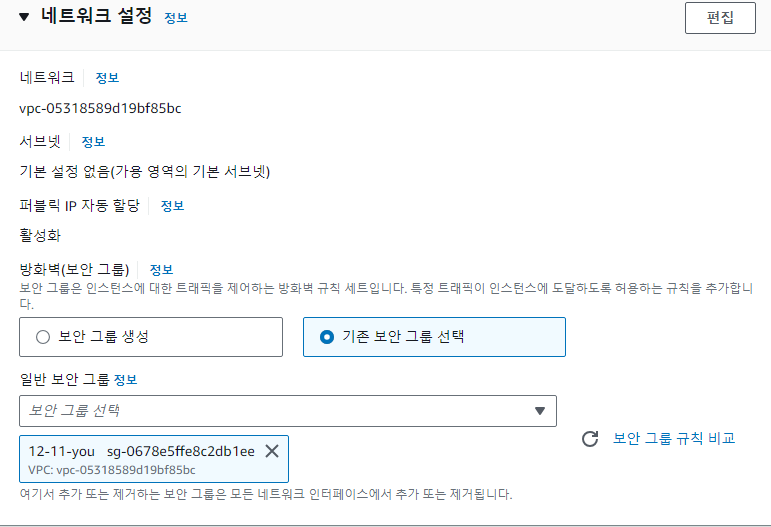 네트워크 설정 정보
편집
네트워크 정보
vpc-05318589d19bf85bc
서브넷 정보
기본 설정 없음(가용 영역의 기본 서브넷)
퍼블릭 IP 자동 할당 정보
활성화
방화벽(보안 그룹) 정보
보안 그룹은 인스턴스에 대한 트래픽을 제어하는 방화벽 규칙 세트입니다. 특정 트래픽이 인스턴스에 도달하도록 허용하는 규칙을 추가합니
다.
보안 그룹 생성
기존 보안 그룹 선택
일반 보안 그룹 정보
보안 그룹 선택
12-11-you sg-0678e5ffe8c2db1ee
VPC: vpc-05318589d19bf85bc
보안 그룹 규칙 비교
여기서 추가 또는 제거하는 보안 그룹은 모든 네트워크 인터페이스에서 추가 또는 제거됩니다.